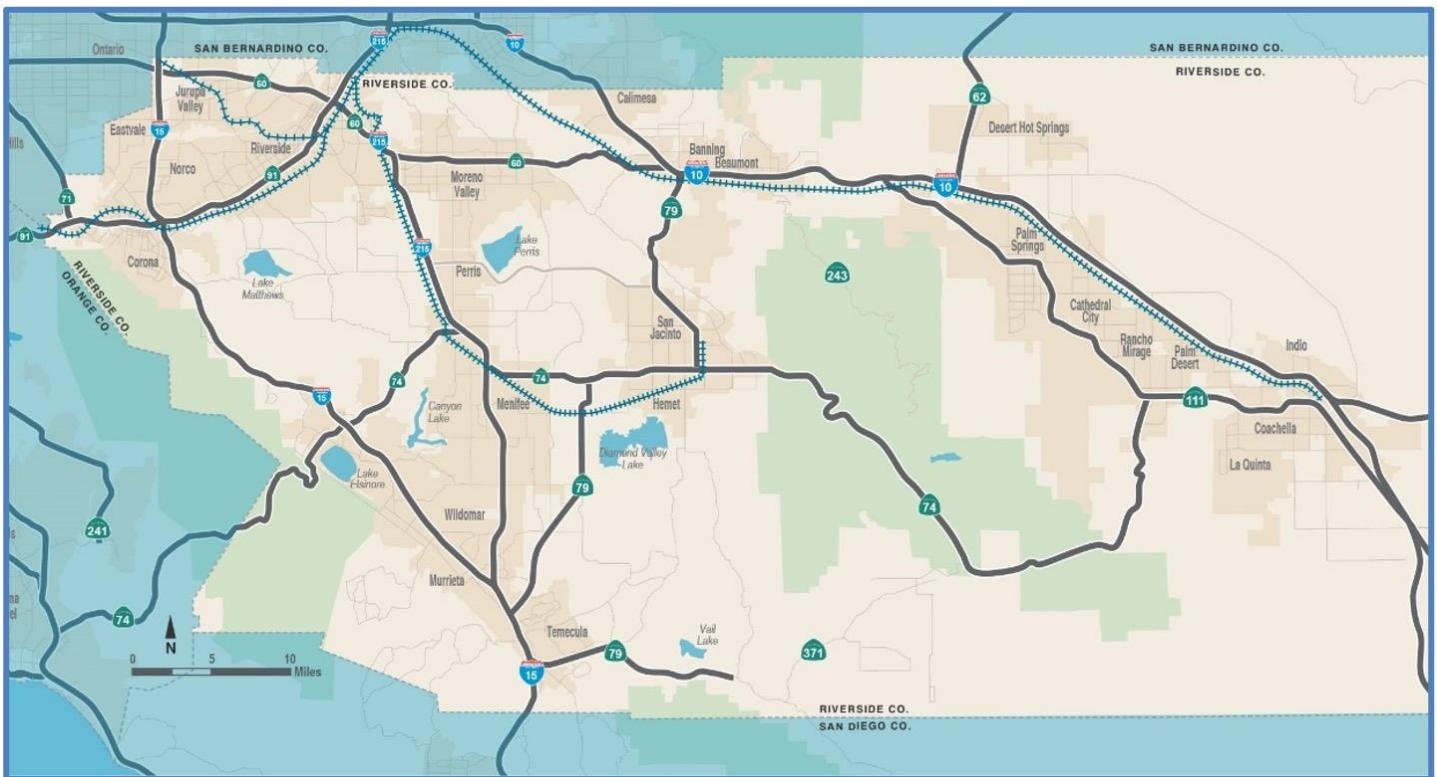 215
10
Ontario
SAN BERNARDINO CO.
SAN BERNARDINO CO.
RIVERSIDE CO.
60
RIVERSIDE CO.
Jurupa
Valley
Calimesa
62
Eastvale
15
60
Desert Hot Springs
hills
Riverside
215
Norco
91
60
Banning
Beaumont
10
10
Moreno
Valley
71
79
91
Corona
RIVERSIDE CO.
ORANGE CO.
Lake
Matthews
215
Lake
Perris
Perris
243
Palm
Springs
San
Jacinto
Cathedral
City
Rancho
Mirage
Palm
Desert
Indio
74
74
15
Canyon
Lake
Menifee
Hemet
111
Coachella
La Quinta
Diamond Valley
Lake
Lake
Elsinore
79
74
241
Wildomar
Murrieta
74
N
0 5 10
Miles
Temecula
79
Vail
Lake
371
15
RIVERSIDE CO.
SAN DIEGO CO.